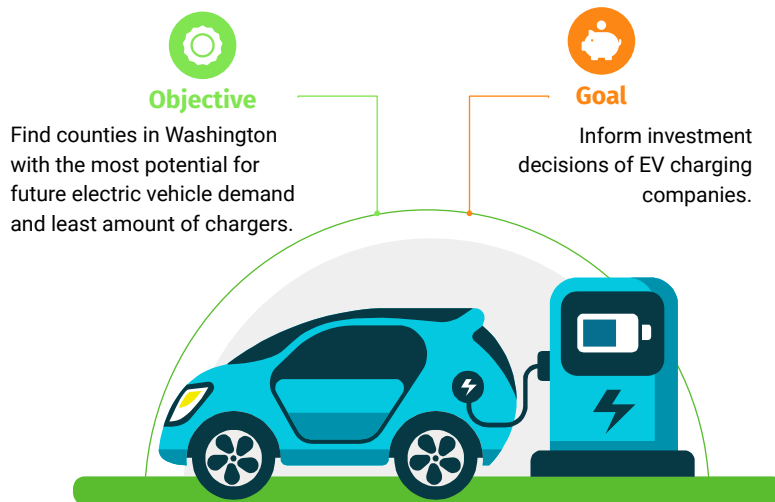 Objective
Find counties in Washington
with the most potential for
future electric vehicle demand
and least amount of chargers.
Goal
Inform investment
decisions of EV charging
companies.